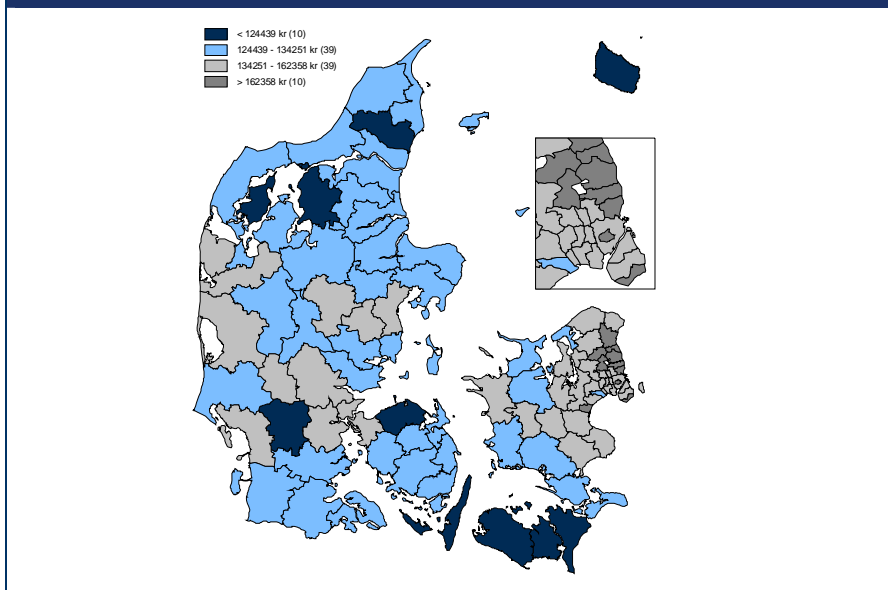 < 124439 kr (10)
124439 - 134251 kr (39)
134251 - 162358 kr (39)
> 162358 kr (10)